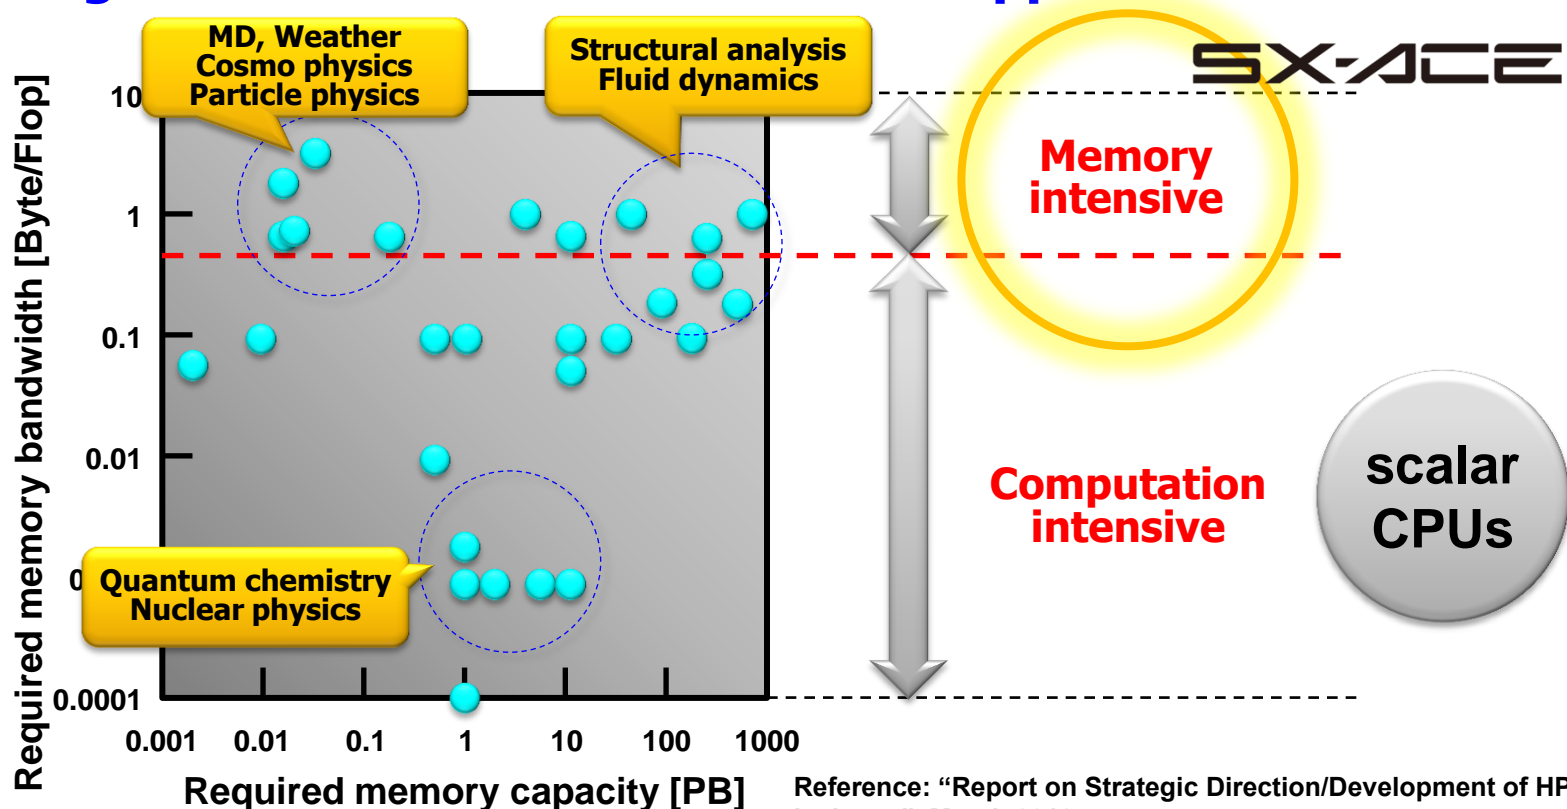 MD, Weather
Cosmo physics
Particle physics
Structural analysis
Fluid dynamics
SX-ACE
Required memory bandwidth [Byte/Flop]
10
1
0.1
0.01
0.0001
Memory
intensive
Computation
intensive
scalar
CPUs
Quantum chemistry
Nuclear physics
0.001 0.01 0.1 1 10 100 1000
Required memory capacity [PB]
Reference: “Report on Strategic Direction/Development of HP